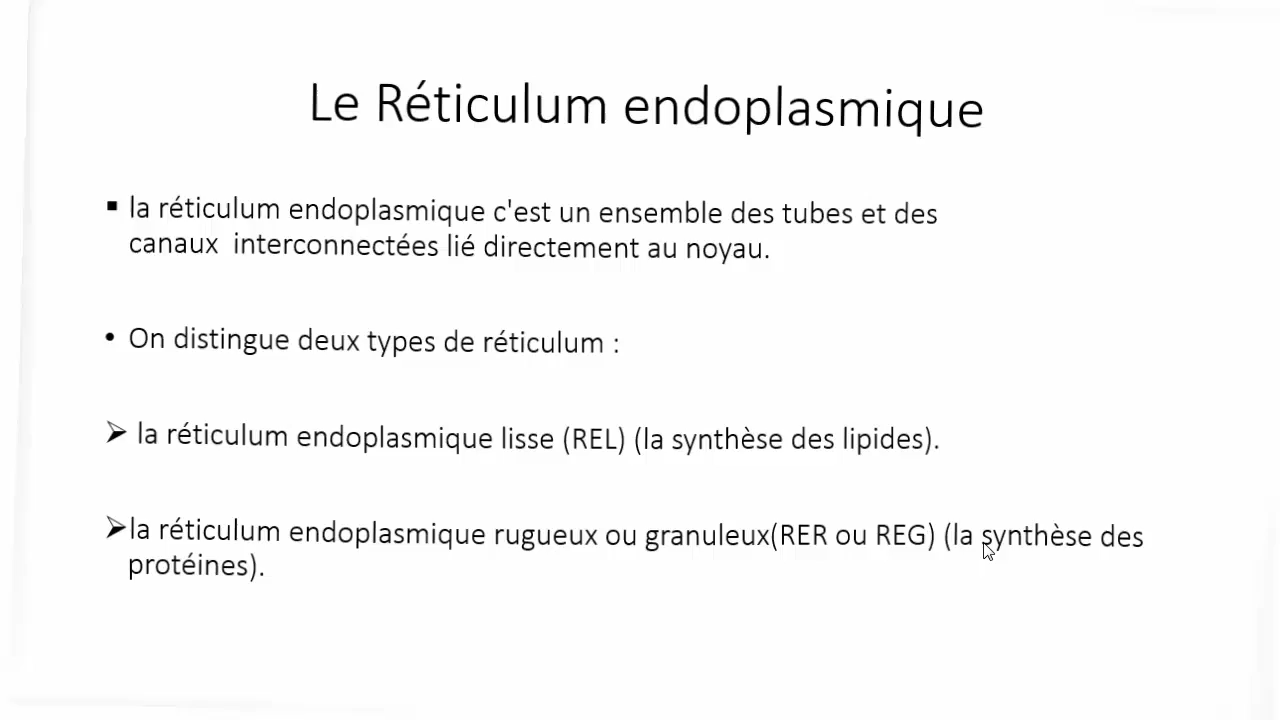 Le Réticulum endoplasmique
▪ la réticulum endoplasmique c'est un ensemble des tubes et des
canaux  interconnectées lié directement au noyau.
• On distingue deux types de réticulum :
➢ la réticulum endoplasmique lisse (REL) (la synthèse des lipides).
➢la réticulum endoplasmique rugueux ou granuleux(RER ou REG) (la synthèse des
protéines).